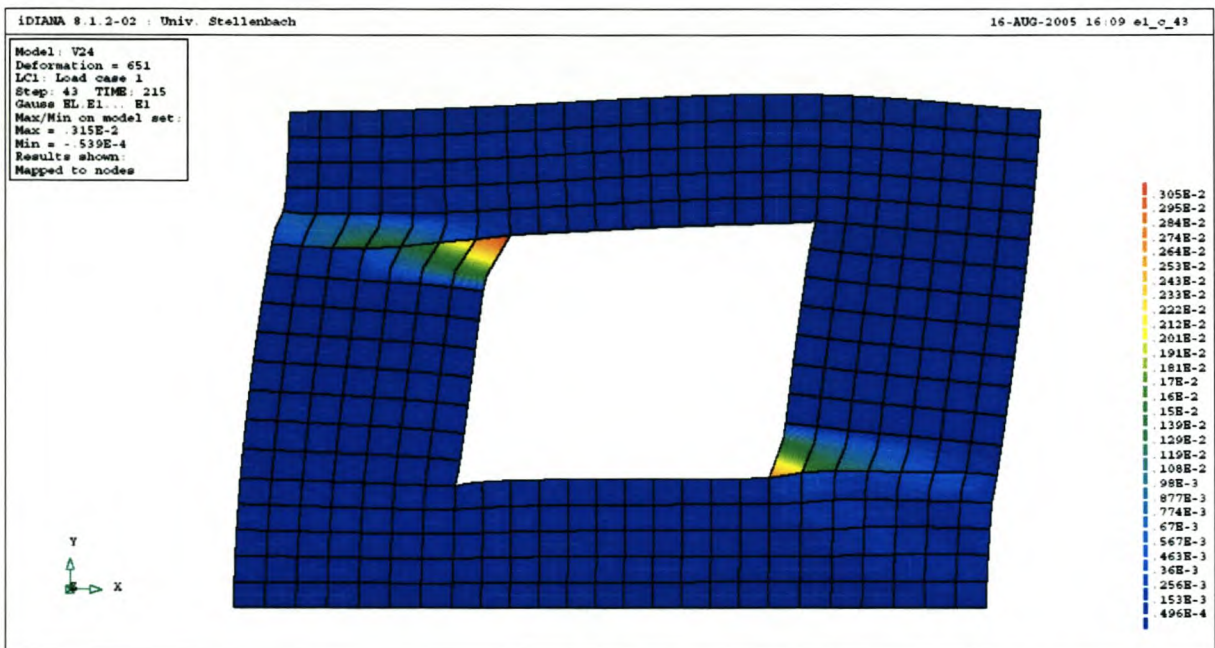 iDIANA 8.1.2-02 : Univ. Stellenbach
16-AUG-2005 16:09 e1_c_43
Model: V24
Deformation = 651
LC1: Load case 1
Step: 43 TIME: 215
Gauss EL.E1... E1
Max/Min on model set:
Max = .315E-2
Min = -.539E-4
Results shown:
Mapped to nodes
.305E-2
.295E-2
.284E-2
.274E-2
.264E-2
.253E-2
.243E-2
.233E-2
.222E-2
.212E-2
.201E-2
.191E-2
.181E-2
.17E-2
.16E-2
.15E-2
.139E-2
.129E-2
.119E-2
.108E-2
.98E-3
.877E-3
.774E-3
.67E-3
.567E-3
.463E-3
.36E-3
.256E-3
.153E-3
.496E-4
Y
X